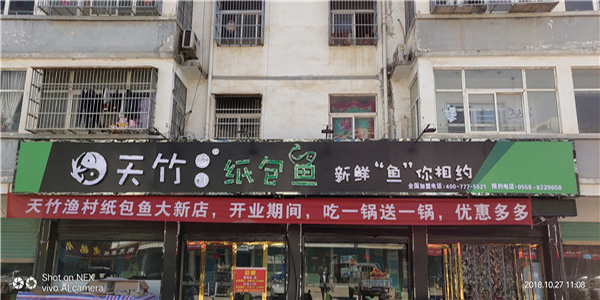 天竹 渔村 纸包鱼 新鲜“鱼”你相约
全国加盟电话:400-777-5521 预约电话:0558-8229658
天竹渔村纸包鱼大新店，开业期间，吃一锅送一锅，优惠多多
Shot on NEX
vivo AI camera
2018.10.27 11:08